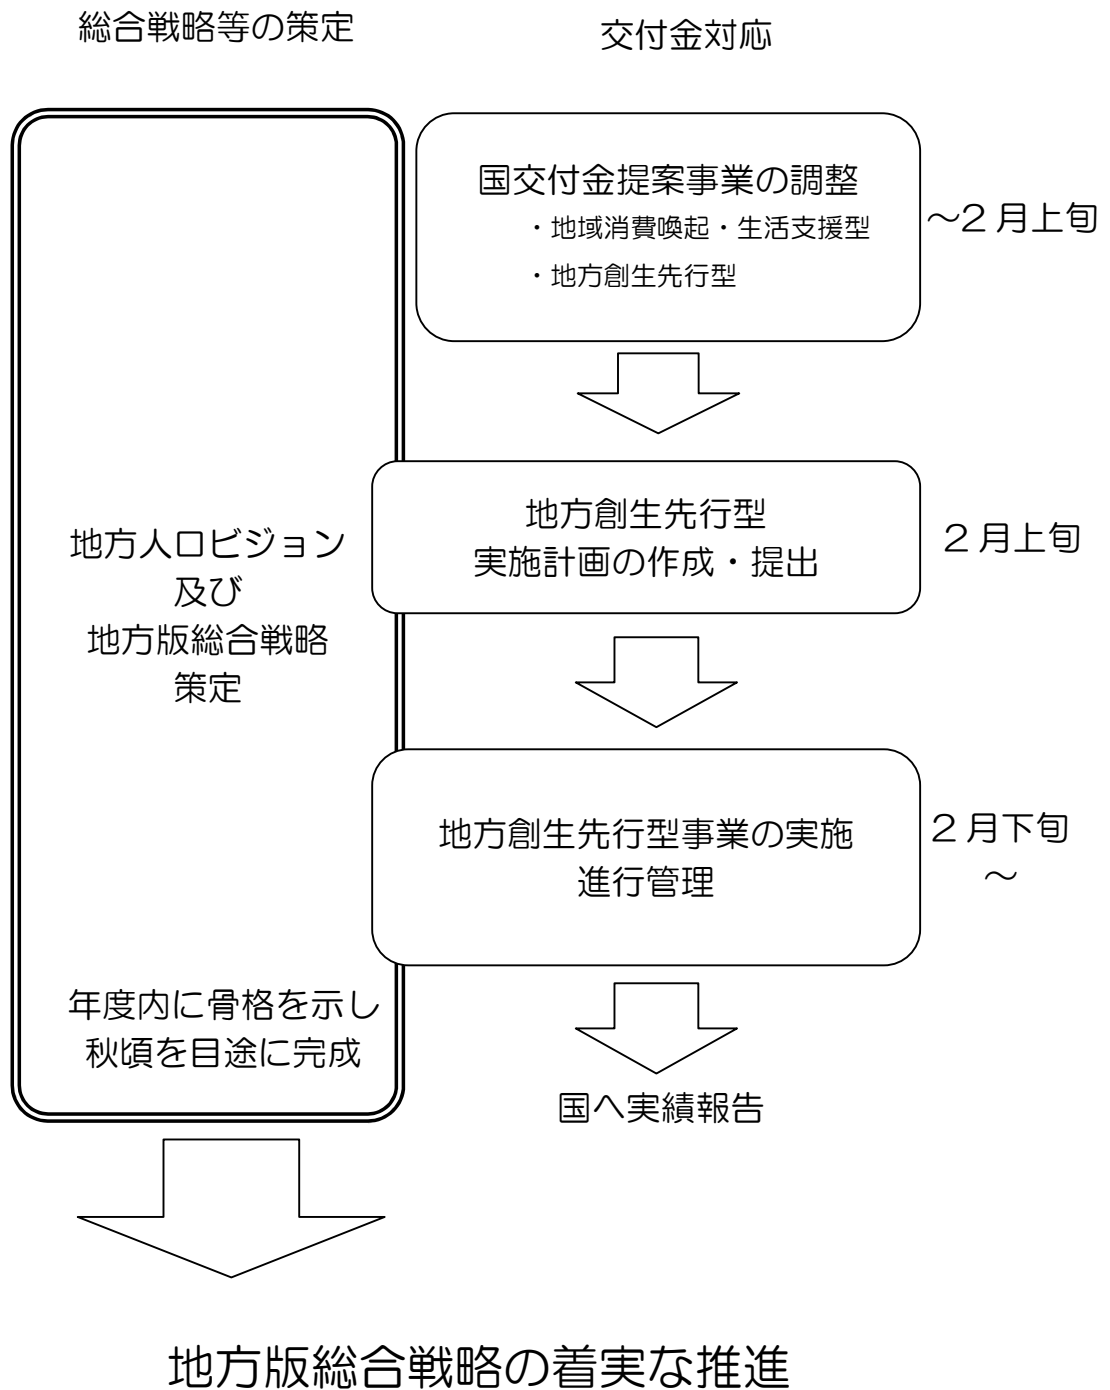 総合戦略等の策定
交付金対応
国交付金提案事業の調整
・地域消費喚起・生活支援型
・地方創生先行型
～2月上旬
地方創生先行型
実施計画の作成・提出
2月上旬
地方人口ビジョン
及び
地方版総合戦略
策定
地方創生先行型事業の実施
進行管理
2月下旬
～
年度内に骨格を示し
秋頃を目途に完成
国へ実績報告
地方版総合戦略の着実な推進